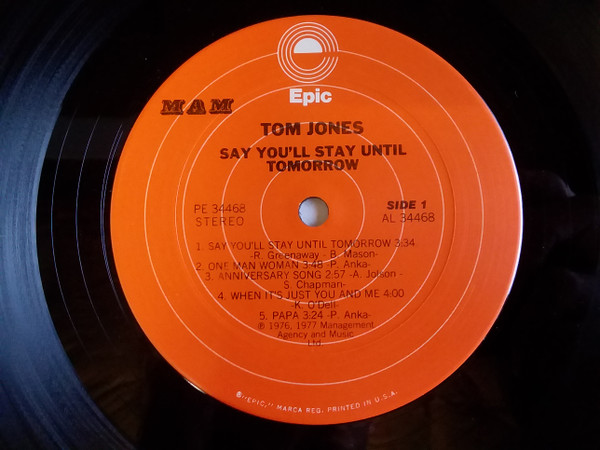 Epic
MAM
TOM JONES
SAY YOU'LL STAY UNTIL
TOMORROW
PE 34468
STEREO
SIDE 1
AL 34468
1. SAY YOU'LL STAY UNTIL TOMORROW 3:34
-R. Greenaway - B. Mason-
2. ONE MAN WOMAN 3:48 -P. Anka-
3. ANNIVERSARY SONG 2:57 -A. Jolson -
S. Chapman-
4. WHEN IT'S JUST YOU AND ME 4:00
-K. O'Dell-
5. PAPA 3:24 -P. Anka-
℗ 1976, 1977 Management
Agency and Music
Ltd.
®"EPIC," MARCA REG. PRINTED IN U.S.A.